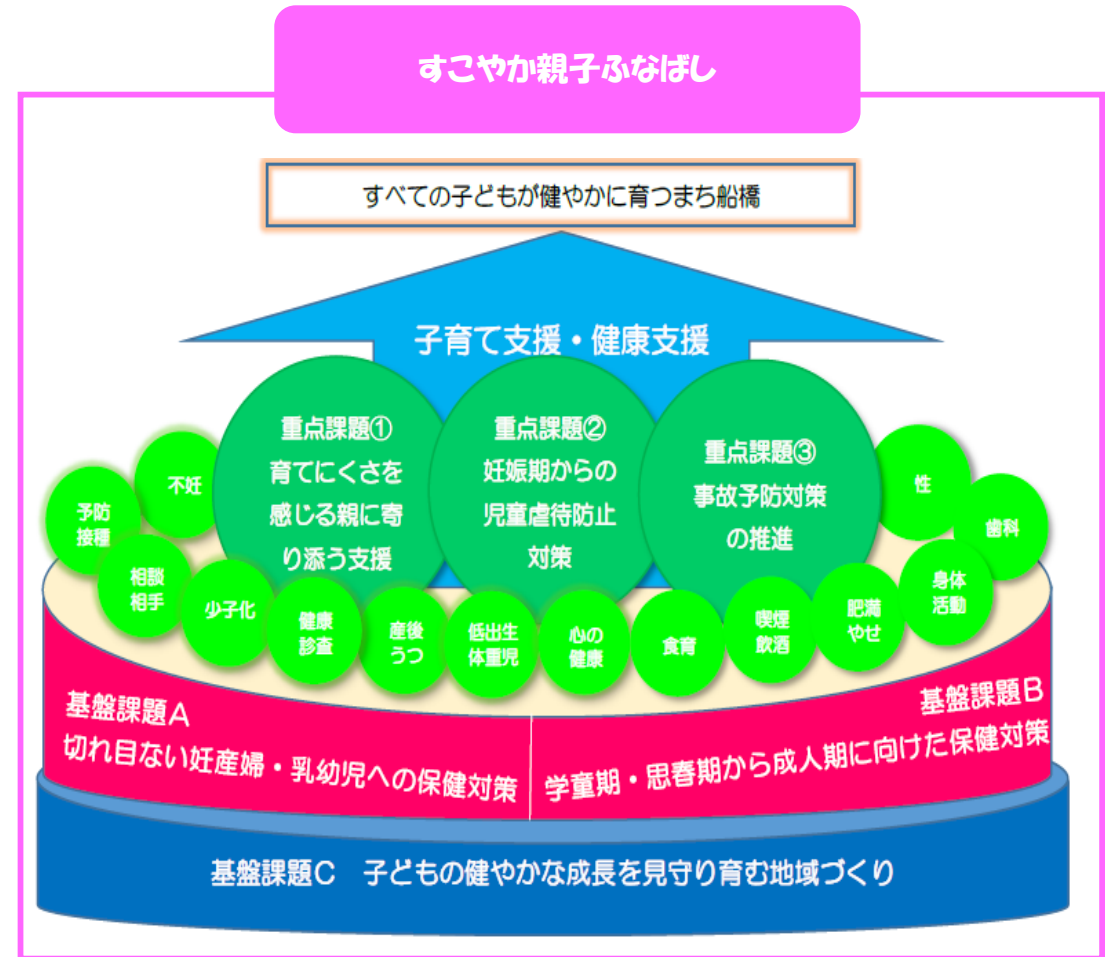 すこやか親子ふなばし
すべての子どもが健やかに育つまち船橋
子育て支援・健康支援
重点課題①
育てにくさを
感じる親に寄
り添う支援
重点課題②
妊娠期からの
児童虐待防止
対策
重点課題③
事故予防対策
の推進
不妊
予防
接種
相談
相手
少子化
健康
診査
産後
うつ
低出生
体重児
心の
健康
食育
喫煙
飲酒
肥満
やせ
身体
活動
歯科
性
基盤課題A
切れ目ない妊産婦・乳幼児への保健対策
基盤課題B
学童期・思春期から成人期に向けた保健対策
基盤課題C　子どもの健やかな成長を見守り育む地域づくり